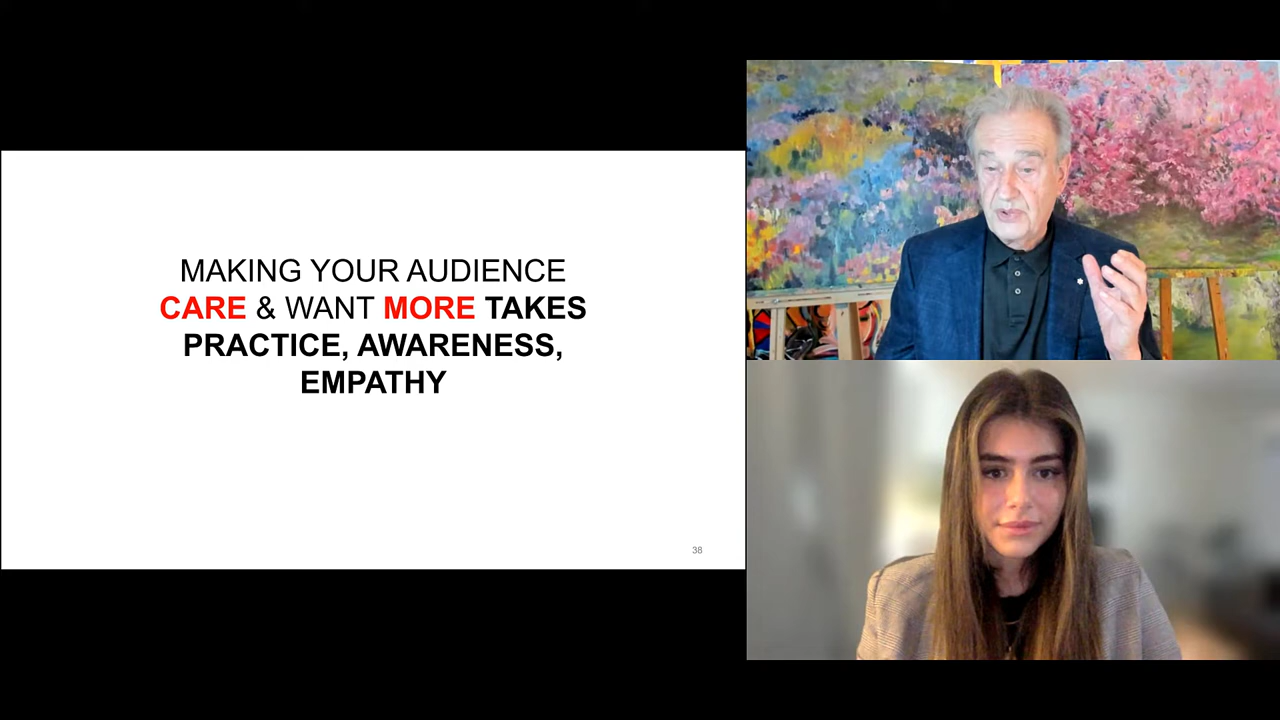 MAKING YOUR AUDIENCE
CARE & WANT MORE TAKES
PRACTICE, AWARENESS,
EMPATHY
38